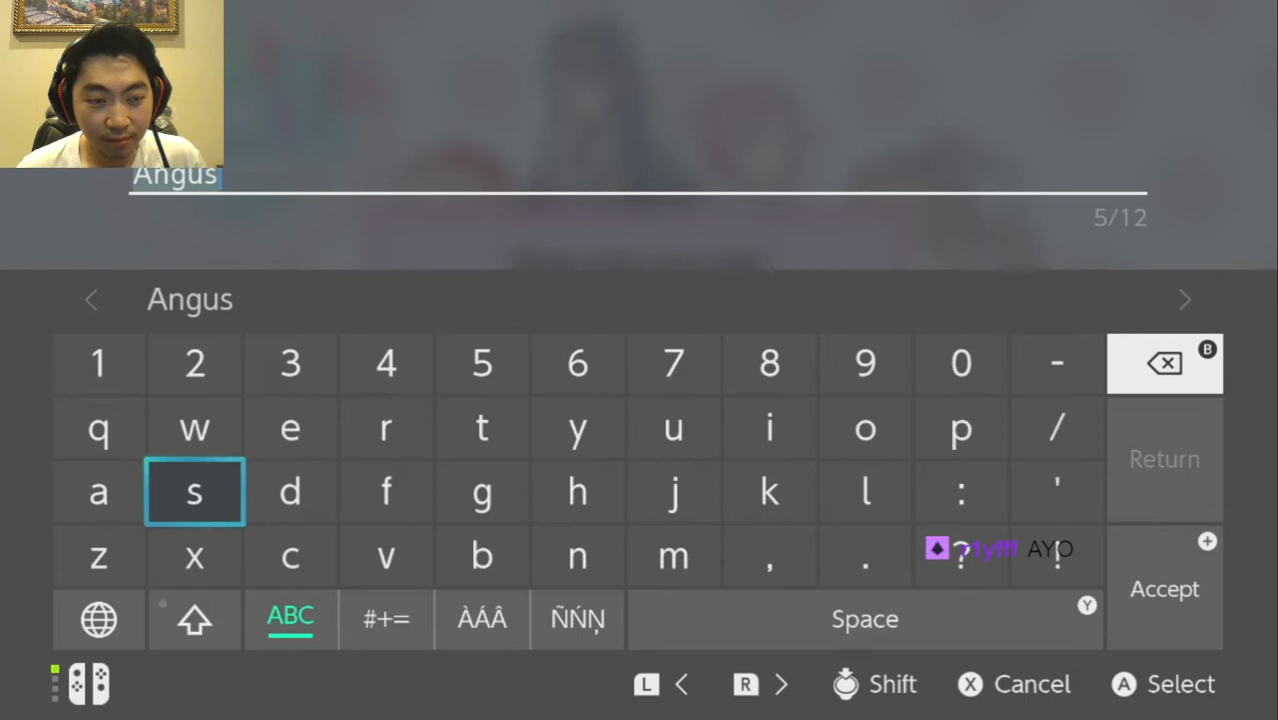 Angus
5/12
Angus
1 2 3 4 5 6 7 8 9 0 -
B
q w e r t y u i o p /
Return
a s d f g h j k l : '
z x c v b n m , . ? !
AYO
+
Accept
ABC #+= ÀÁÂ ÑŃŅ Space
Y
L R Shift X Cancel A Select